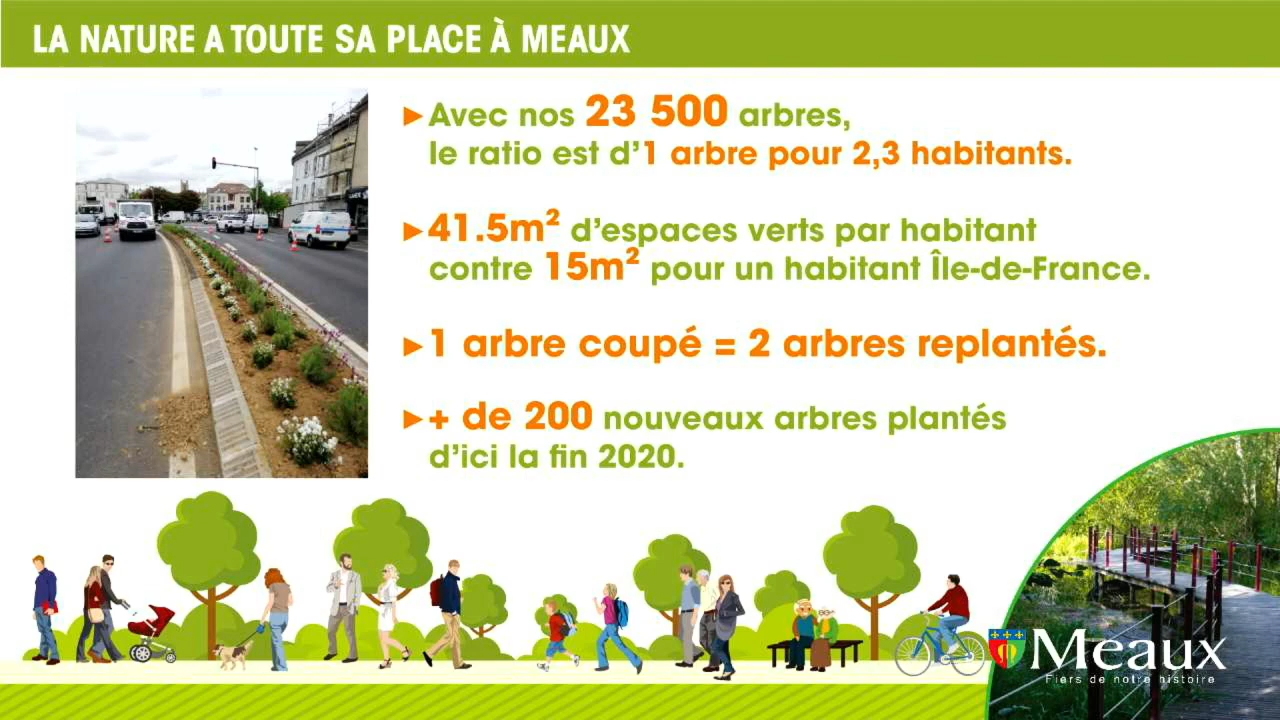 LA NATURE A TOUTE SA PLACE À MEAUX
►Avec nos 23 500 arbres,
le ratio est d’1 arbre pour 2,3 habitants.
►41.5m² d’espaces verts par habitant
contre 15m² pour un habitant Île-de-France.
►1 arbre coupé = 2 arbres replantés.
►+ de 200 nouveaux arbres plantés
d’ici la fin 2020.
Meaux
Fiers de notre histoire